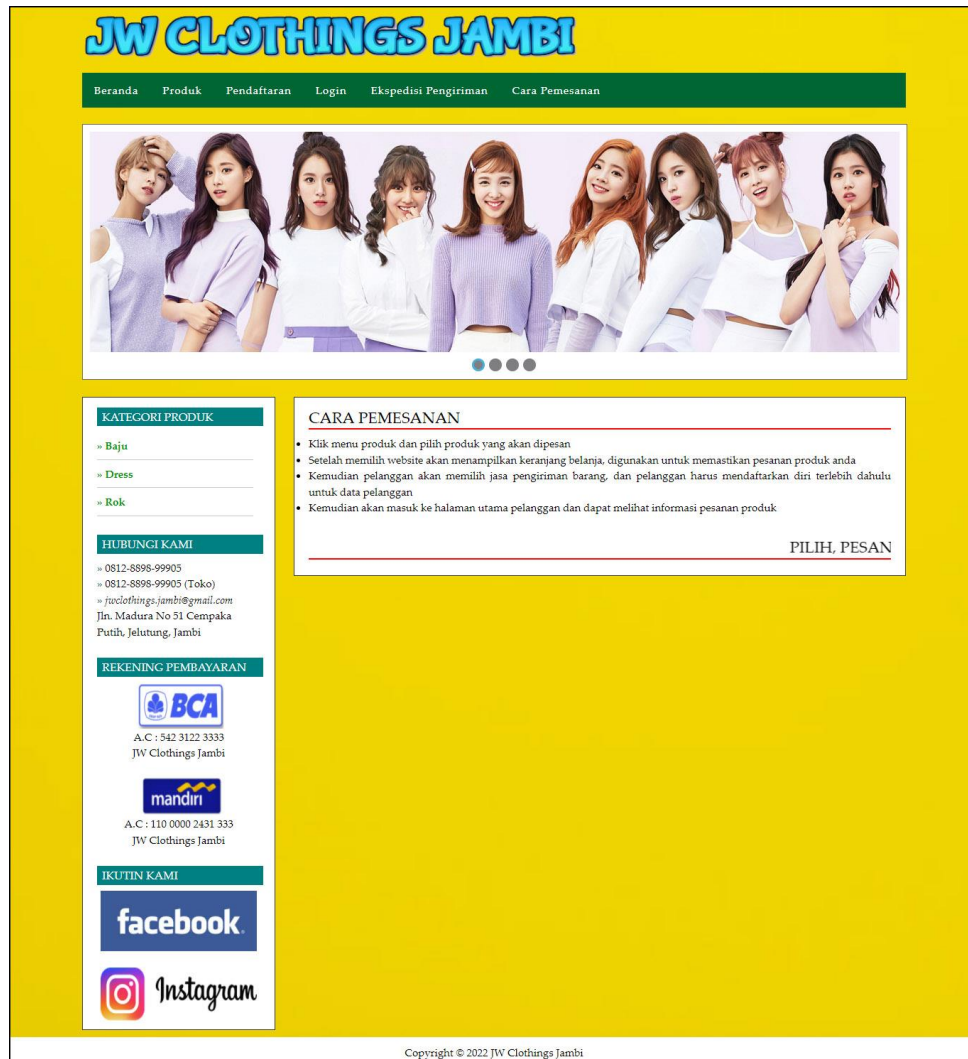 JW CLOTHINGS JAMBI
Beranda Produk Pendaftaran Login Ekspedisi Pengiriman Cara Pemesanan
KATEGORI PRODUK
» Baju
» Dress
» Rok
HUBUNGI KAMI
» 0812-8898-99905
» 0812-8898-99905 (Toko)
» jwclothings.jambi@gmail.com
Jln. Madura No 51 Cempaka
Putih, Jelutung, Jambi
REKENING PEMBAYARAN
BCA
A.C : 542 3122 3333
JW Clothings Jambi
mandiri
A.C : 110 0000 2431 333
JW Clothings Jambi
IKUTIN KAMI
facebook.
Instagram
CARA PEMESANAN
• Klik menu produk dan pilih produk yang akan dipesan
• Setelah memilih website akan menampilkan keranjang belanja, digunakan untuk memastikan pesanan produk anda
• Kemudian pelanggan akan memilih jasa pengiriman barang, dan pelanggan harus mendaftarkan diri terlebih dahulu
untuk data pelanggan
• Kemudian akan masuk ke halaman utama pelanggan dan dapat melihat informasi pesanan produk
PILIH, PESAN
Copyright © 2022 JW Clothings Jambi